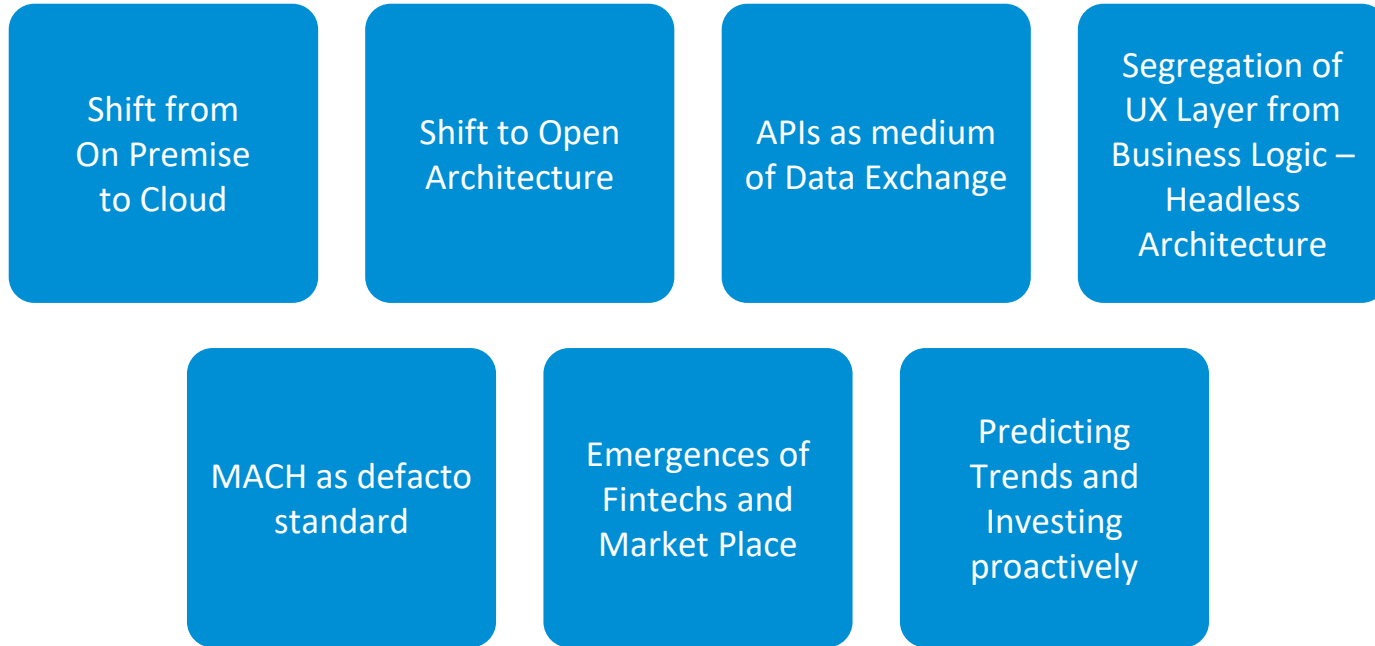 Shift from
On Premise
to Cloud
Shift to Open
Architecture
APIs as medium
of Data Exchange
Segregation of
UX Layer from
Business Logic –
Headless
Architecture
MACH as defacto
standard
Emergences of
Fintechs and
Market Place
Predicting
Trends and
Investing
proactively